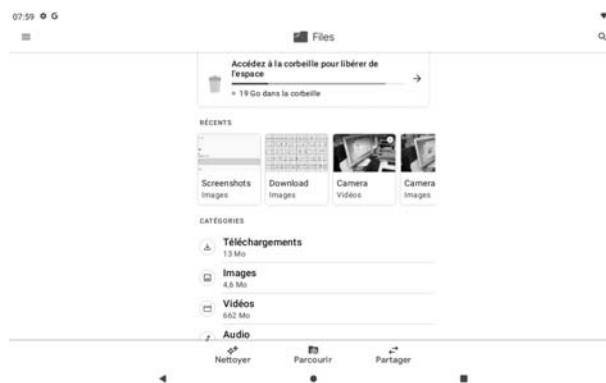 07:59 G
Files
Accédez à la corbeille pour libérer de
l'espace
19 Go dans la corbeille
RÉCENTS
Screenshots
Images
Download
Images
Camera
Vidéos
Camera
Images
CATÉGORIES
Téléchargements
13 Mo
Images
4,6 Mo
Vidéos
662 Mo
Audio
Nettoyer
Parcourir
Partager